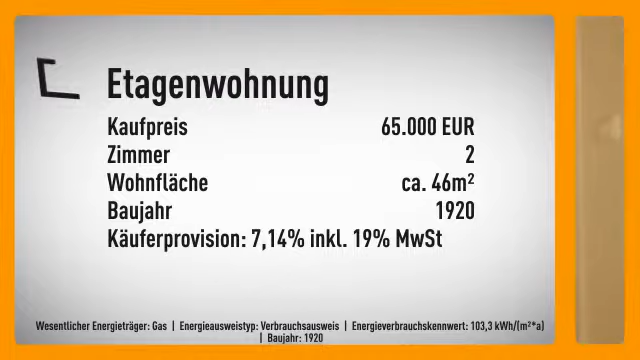 Etagenwohnung
Kaufpreis 65.000 EUR
Zimmer 2
Wohnfläche ca. 46m²
Baujahr 1920
Käuferprovision: 7,14% inkl. 19% MwSt
Wesentlicher Energieträger: Gas | Energieausweistyp: Verbrauchsausweis | Energieverbrauchskennwert: 103,3 kWh/(m²*a)
| Baujahr: 1920